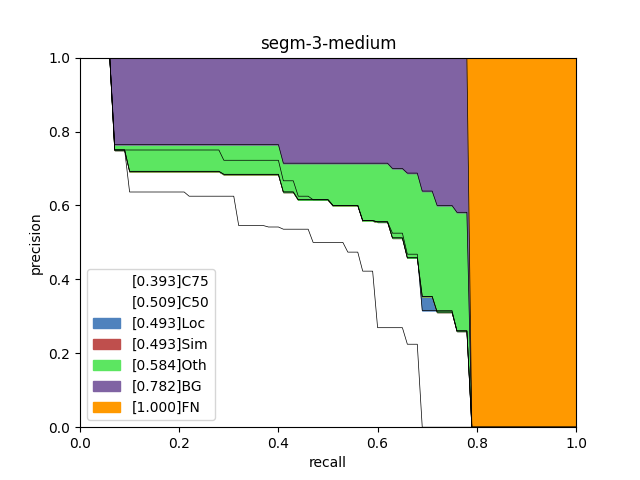 segm-3-medium
1.0
0.8
0.6
0.4
0.2
0.0
precision
[0.393]C75
[0.509]C50
[0.493]Loc
[0.493]Sim
[0.584]Oth
[0.782]BG
[1.000]FN
0.0 0.2 0.4 0.6 0.8 1.0
recall